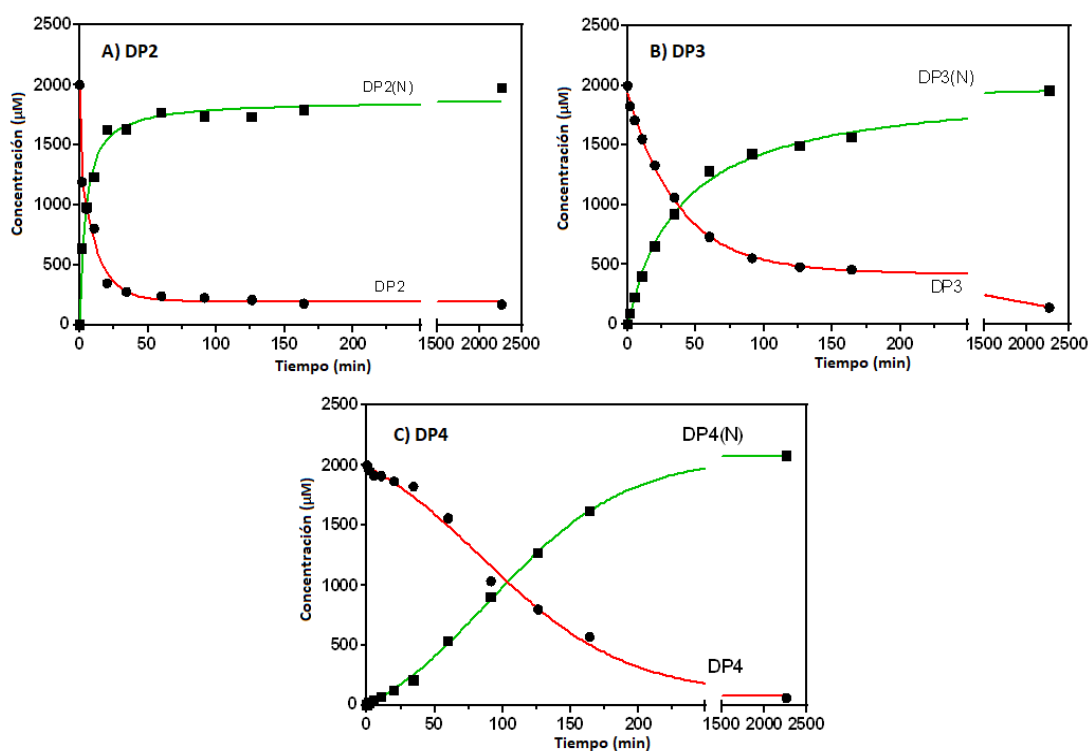 A) DP2
Concentración (µM)
2500
2000
1500
1000
500
0
DP2(N)
DP2
0 50 100 150 200 1500 2000 2500
Tiempo (min)
B) DP3
Concentración (µM)
2500
2000
1500
1000
500
0
DP3(N)
DP3
0 50 100 150 200 1500 2000 2500
Tiempo (min)
C) DP4
Concentración (µM)
2500
2000
1500
1000
500
0
DP4(N)
DP4
0 50 100 150 200 1500 2000 2500
Tiempo (min)